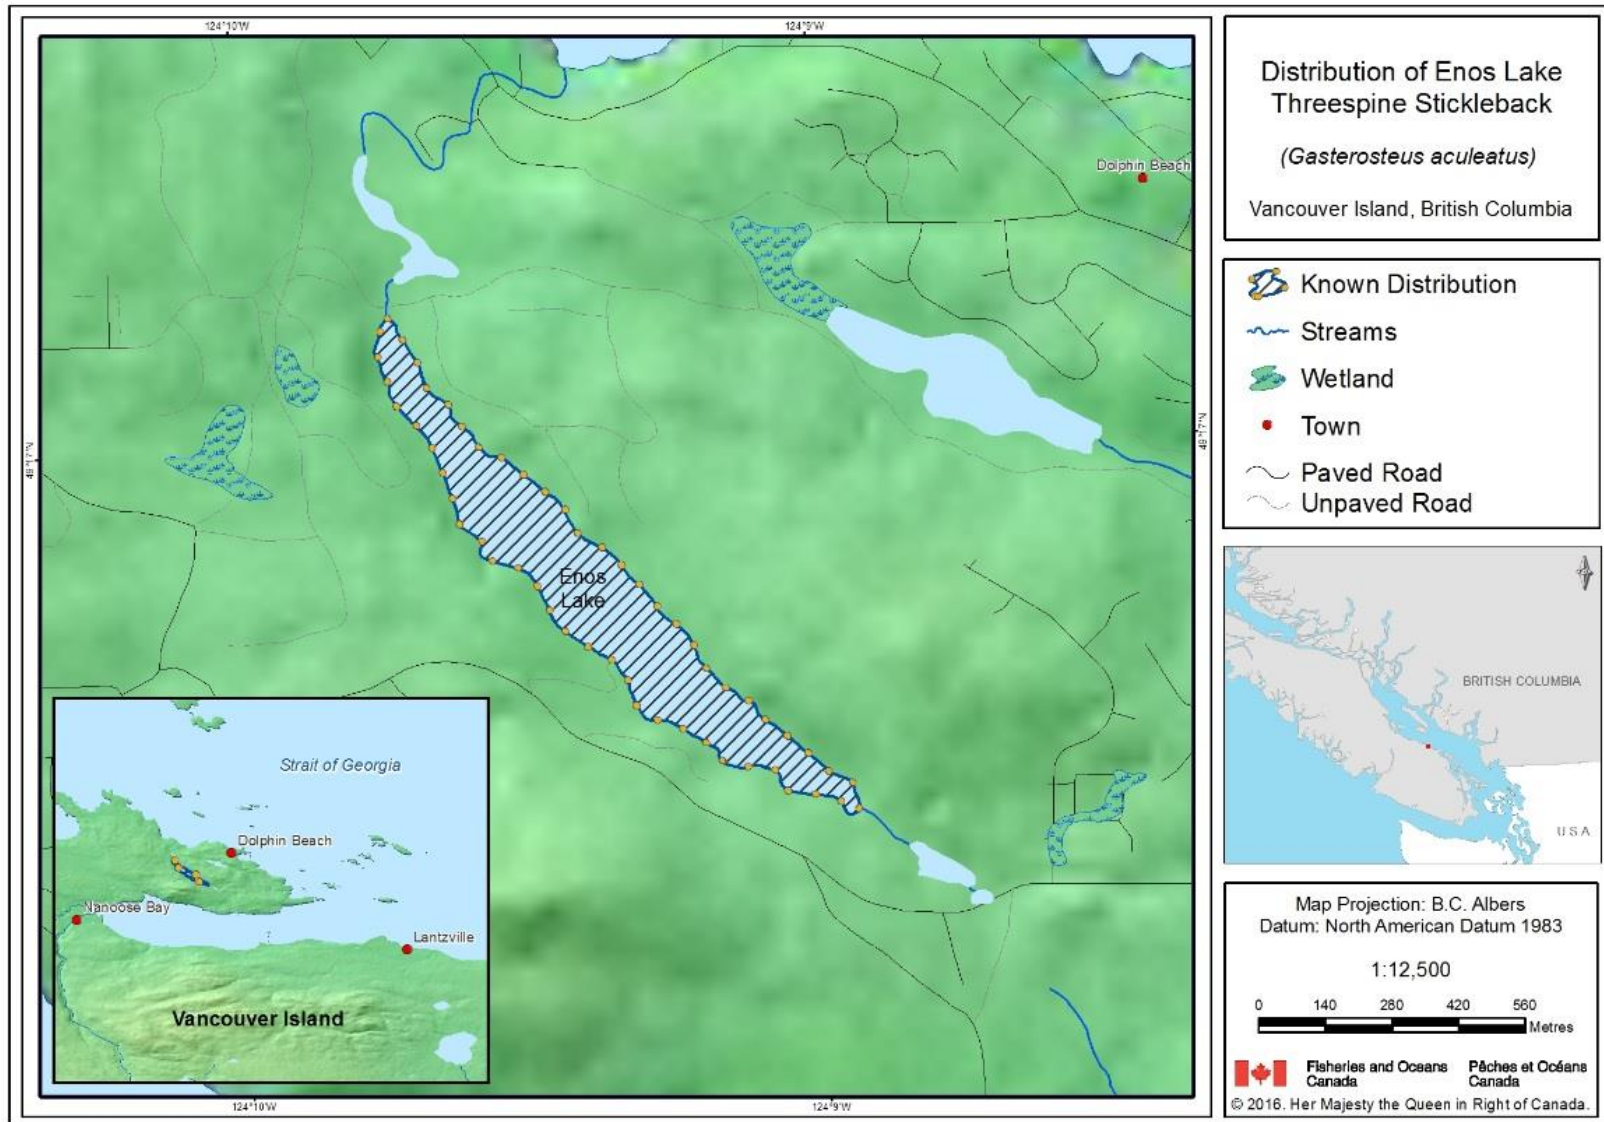 124°10'W
124°9'W
Distribution of Enos Lake
Threespine Stickleback
(Gasterosteus aculeatus)
Vancouver Island, British Columbia
Dolphin Beach
Known Distribution
Streams
Wetland
Town
Paved Road
Unpaved Road
49°17'N
49°17'N
Enos
Lake
BRITISH COLUMBIA
U.S.A.
Strait of Georgia
Dolphin Beach
Nanoose Bay
Lantzville
Vancouver Island
Map Projection: B.C. Albers
Datum: North American Datum 1983
1:12,500
0 140 280 420 560
Metres
Fisheries and Oceans Pêches et Océans
Canada Canada
© 2016. Her Majesty the Queen in Right of Canada.
124°10'W
124°9'W